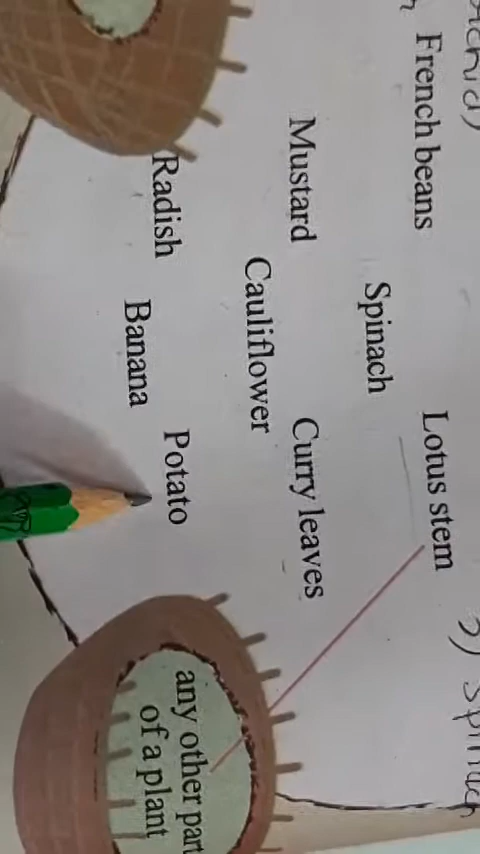 French beans
Lotus stem
Spinach
Mustard
Curry leaves
Cauliflower
Radish
Potato
Banana
any other part
of a plant